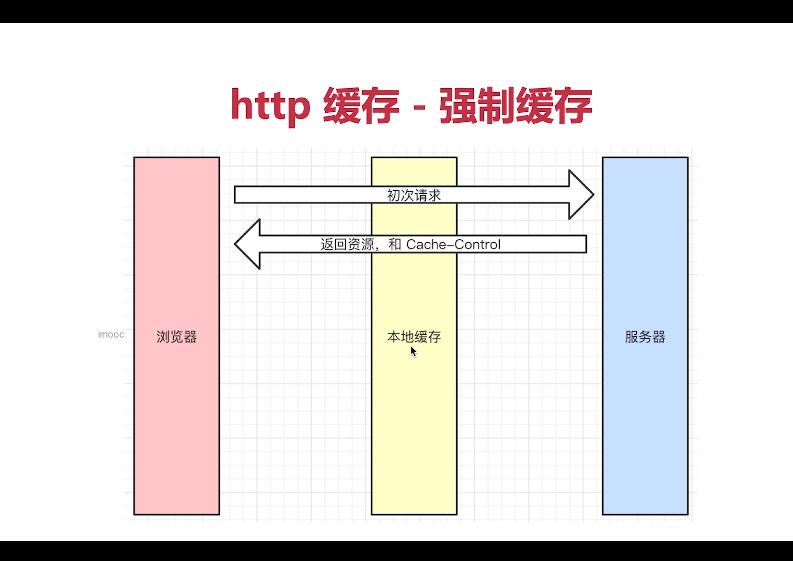 http 缓存 - 强制缓存
初次请求
返回资源，和 Cache-Control
imooc
浏览器
本地缓存
服务器